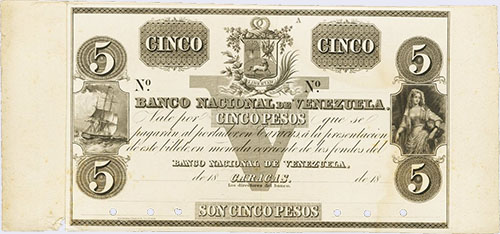 A
5 CINCO CINCO 5
Nº Nº
BANCO NACIONAL DE VENEZUELA.
Vale por CINCO PESOS que se
pagarán al portador en Caracas á la presentación
de este billete en moneda corriente de los fondos del
BANCO NACIONAL DE VENEZUELA.
de 18 CARACAS. de 18
los directores del banco.
5 5
SON CINCO PESOS